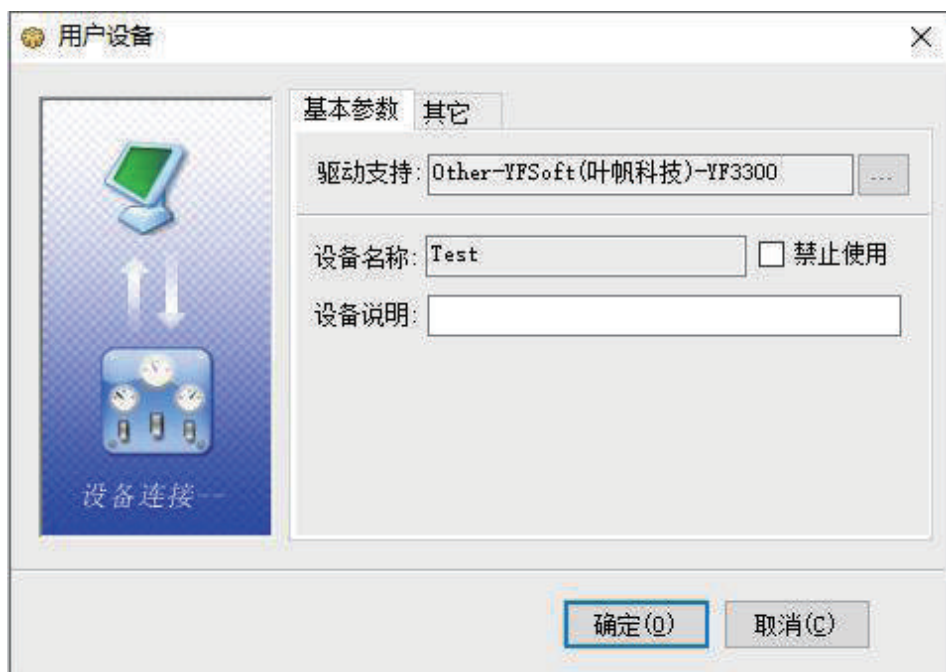 用户设备
基本参数 其它
驱动支持: Other-YFSoft(叶帆科技)-YF3300 ...
设备名称: Test 禁止使用
设备说明:
设备连接--
确定(O) 取消(C)